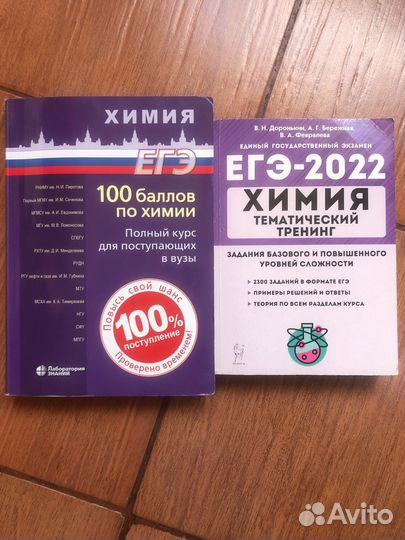 ХИМИЯ
ЕГЭ
100 баллов
по химии
Полный курс
для поступающих
в вузы
РНИМУ им. Н.И. Пирогова
Первый МГМУ им. И.М. Сеченова
МГМСУ им. А.И. Евдокимова
МГУ им. М.В. Ломоносова
СПбГУ
РХТУ им. Д.И. Менделеева
РУДН
РГУ нефти и газа им. И.М. Губкина
МТУ
МСХА им. К.А. Тимирязева
НГУ
СФУ
МПГУ
Повысь свой шанс
100%
поступление
Проверено временем!
Лаборатория
ЗНАНИЙ
В. Н. Доронькин, А. Г. Бережная,
В. А. Февралева
ЕДИНЫЙ ГОСУДАРСТВЕННЫЙ ЭКЗАМЕН
ЕГЭ-2022
ХИМИЯ
ТЕМАТИЧЕСКИЙ
ТРЕНИНГ
ЗАДАНИЯ БАЗОВОГО И ПОВЫШЕННОГО
УРОВНЕЙ СЛОЖНОСТИ
2300 ЗАДАНИЙ В ФОРМАТЕ ЕГЭ
ПРИМЕРЫ РЕШЕНИЙ И ОТВЕТЫ
ТЕОРИЯ ПО ВСЕМ РАЗДЕЛАМ КУРСА
Avito